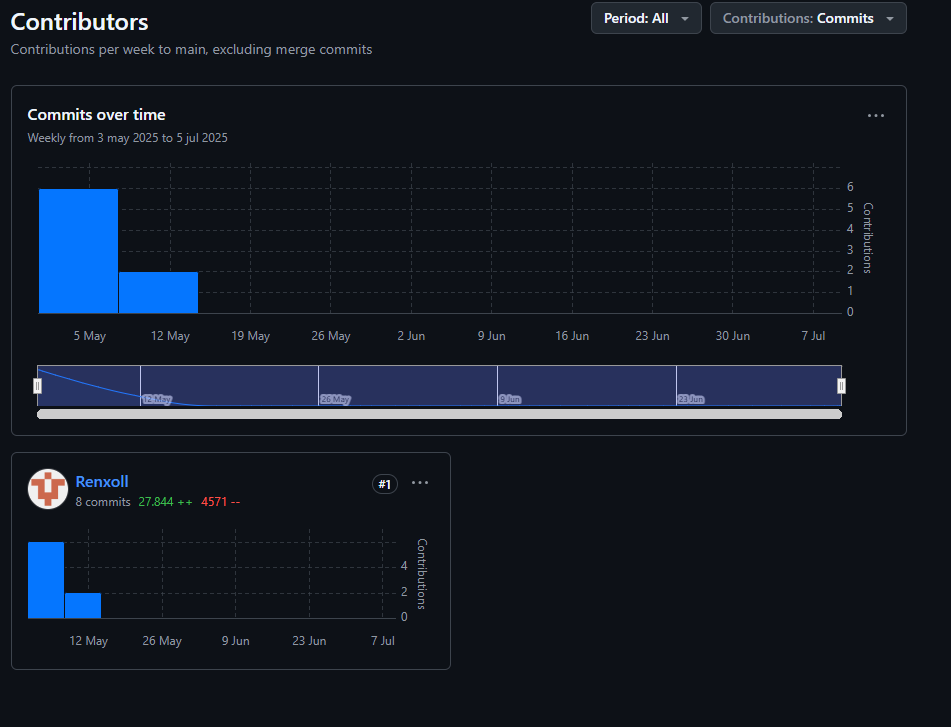 Contributors
Period: All
Contributions: Commits
Contributions per week to main, excluding merge commits
Commits over time
Weekly from 3 may 2025 to 5 jul 2025
6
5
4
3
2
1
0
Contributions
5 May 12 May 19 May 26 May 2 Jun 9 Jun 16 Jun 23 Jun 30 Jun 7 Jul
12 May 26 May 9 Jun 23 Jun
Renxoll
#1
8 commits 27.844 ++ 4571 --
4
2
0
Contributions
12 May 26 May 9 Jun 23 Jun 7 Jul